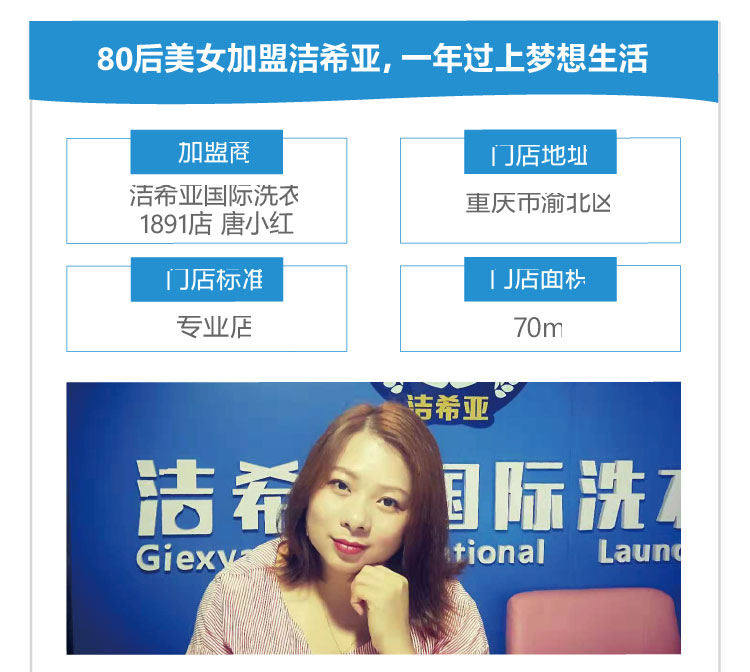 80后美女加盟洁希亚，一年过上梦想生活
加盟商
门店地址
洁希亚国际洗衣
1891店 唐小红
重庆市渝北区
门店标准
门店面积
专业店
70m
洁希亚
洁希 国际洗衣
Giexya tional Laun